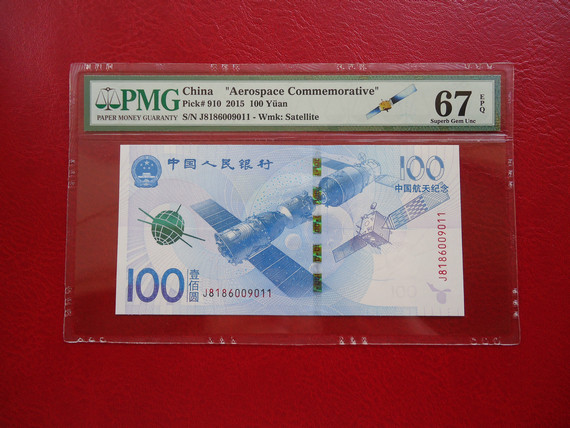 PMG
PAPER MONEY GUARANTY
China "Aerospace Commemorative"
Pick# 910 2015 100 Yüan
S/N J8186009011 - Wmk: Satellite
67 EPQ
Superb Gem Unc
中国人民银行
100
中国航天纪念
J8186009011
100 壹佰圆
J8186009011
100